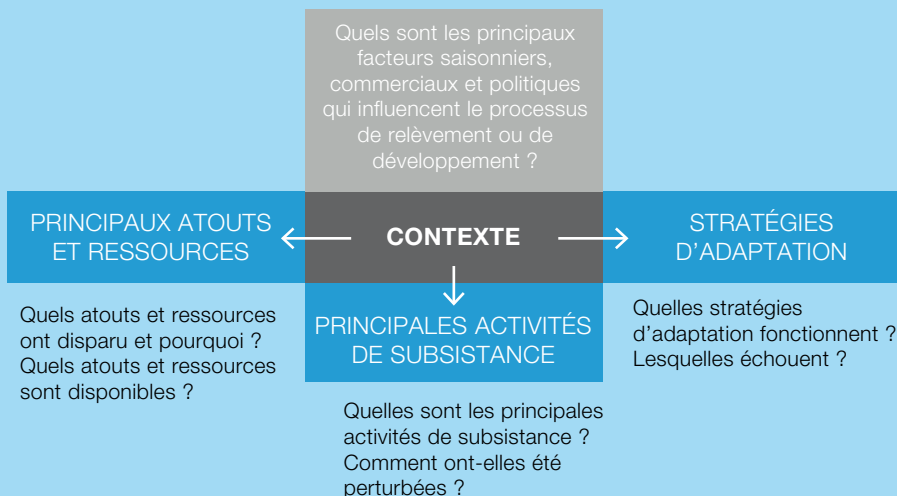 Quels sont les principaux
facteurs saisonniers,
commerciaux et politiques
qui influencent le processus
de relèvement ou de
développement ?
PRINCIPAUX ATOUTS
ET RESSOURCES
CONTEXTE
STRATÉGIES
D'ADAPTATION
Quels atouts et ressources
ont disparu et pourquoi ?
Quels atouts et ressources
sont disponibles ?
PRINCIPALES ACTIVITÉS
DE SUBSISTANCE
Quelles stratégies
d'adaptation fonctionnent ?
Lesquelles échouent ?
Quelles sont les principales
activités de subsistance ?
Comment ont-elles été
perturbées ?